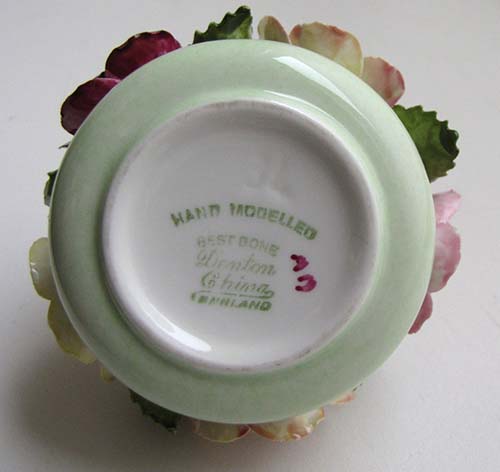 HAND MODELLED
BEST BONE
Denton
China
ENGLAND